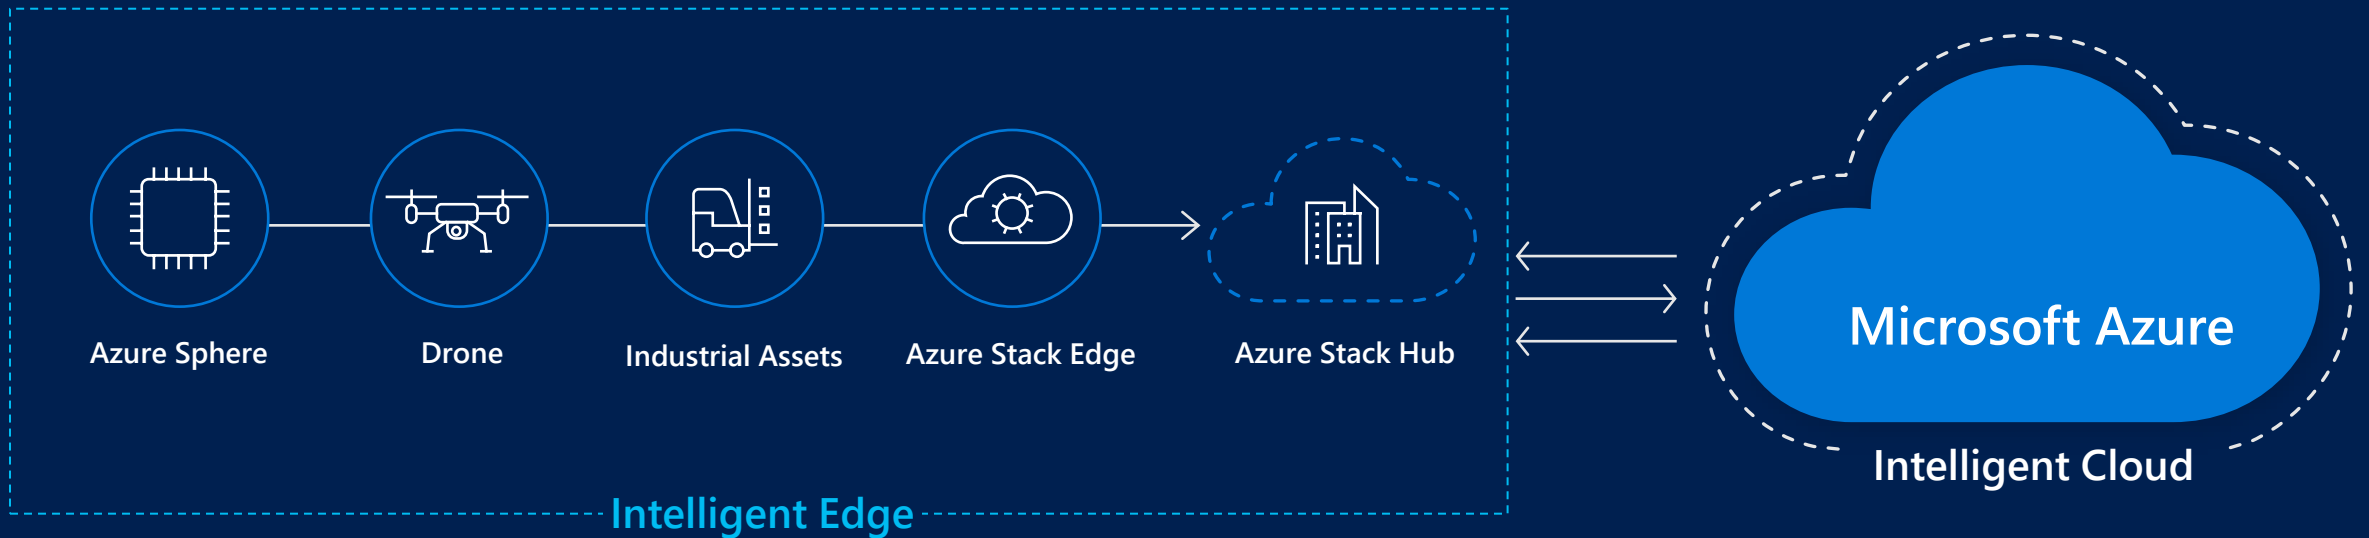 Azure Sphere
Drone
Industrial Assets
Azure Stack Edge
Azure Stack Hub
Intelligent Edge
Microsoft Azure
Intelligent Cloud